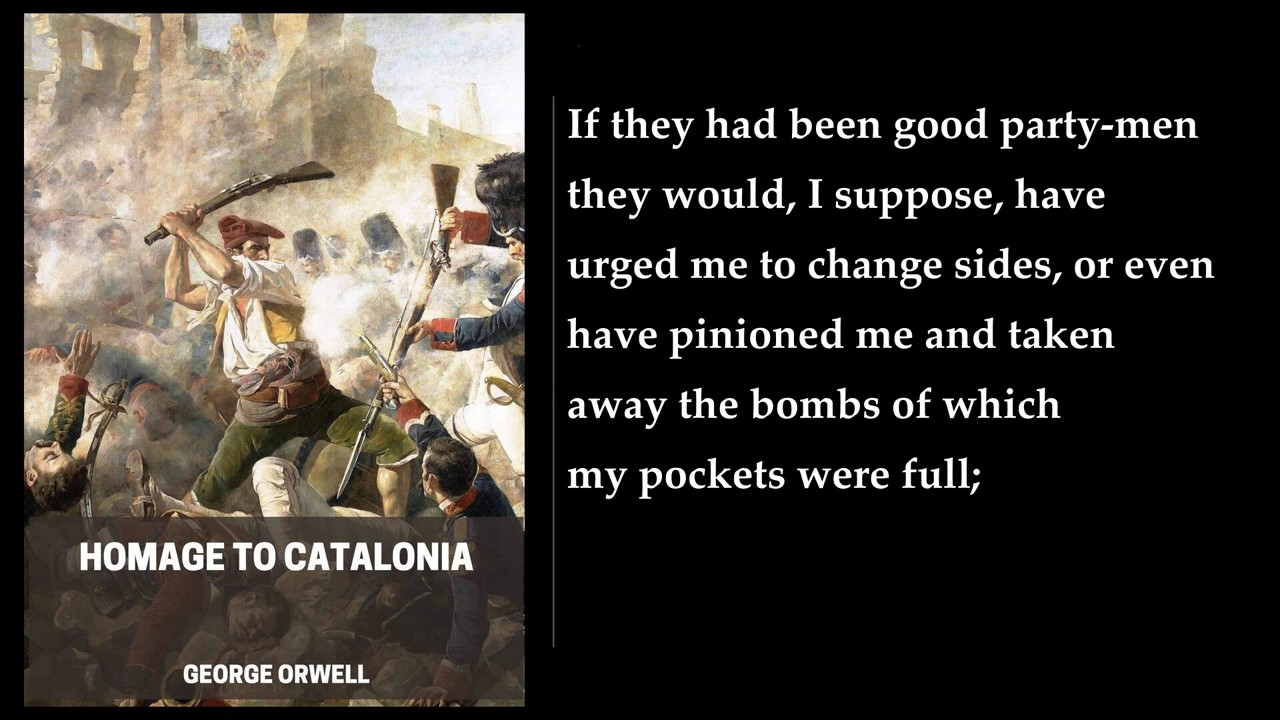 HOMAGE TO CATALONIA
GEORGE ORWELL
If they had been good party-men
they would, I suppose, have
urged me to change sides, or even
have pinioned me and taken
away the bombs of which
my pockets were full;